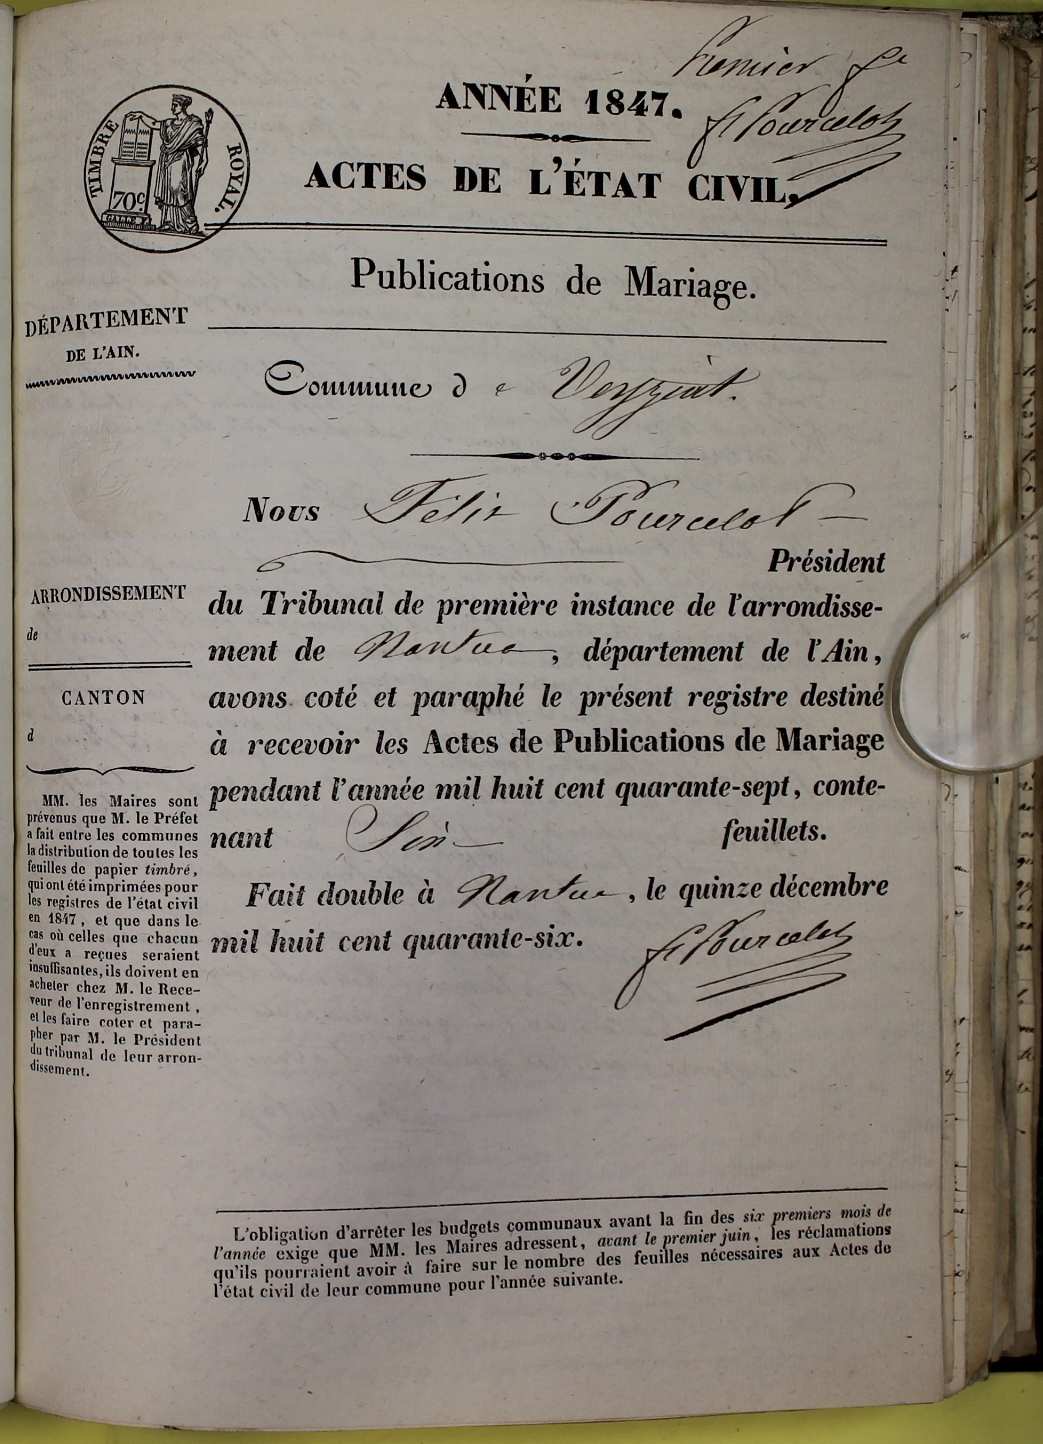 Premier fe
F Pourcelot
ANNÉE 1847.
ACTES DE L'ÉTAT CIVIL.
TIMBRE ROYAL.
70c.
Publications de Mariage.
DÉPARTEMENT
DE L'AIN.
Commune de Veyziat.
Nous Félix Pourcelot
Président
du Tribunal de première instance de l'arrondisse-
ment de Nantua, département de l'Ain,
avons coté et paraphé le présent registre destiné
à recevoir les Actes de Publications de Mariage
pendant l'année mil huit cent quarante-sept, conte-
nant Six feuillets.
Fait double à Nantua, le quinze décembre
mil huit cent quarante-six.
F Pourcelot
ARRONDISSEMENT
de
CANTON
d
MM. les Maires sont
prévenus que M. le Préfet
a fait entre les communes
la distribution de toutes les
feuilles de papier timbré,
qui ont été imprimées pour
les registres de l'état civil
en 1847, et que dans le
cas où celles que chacun
d'eux a reçues seraient
insuffisantes, ils doivent en
acheter chez M. le Rece-
veur de l'enregistrement,
et les faire coter et para-
pher par M. le Président
du tribunal de leur arron-
dissement.
L'obligation d'arrêter les budgets communaux avant la fin des six premiers mois de
l'année exige que MM. les Maires adressent, avant le premier juin, les réclamations
qu'ils pourraient avoir à faire sur le nombre des feuilles nécessaires aux Actes de
l'état civil de leur commune pour l'année suivante.